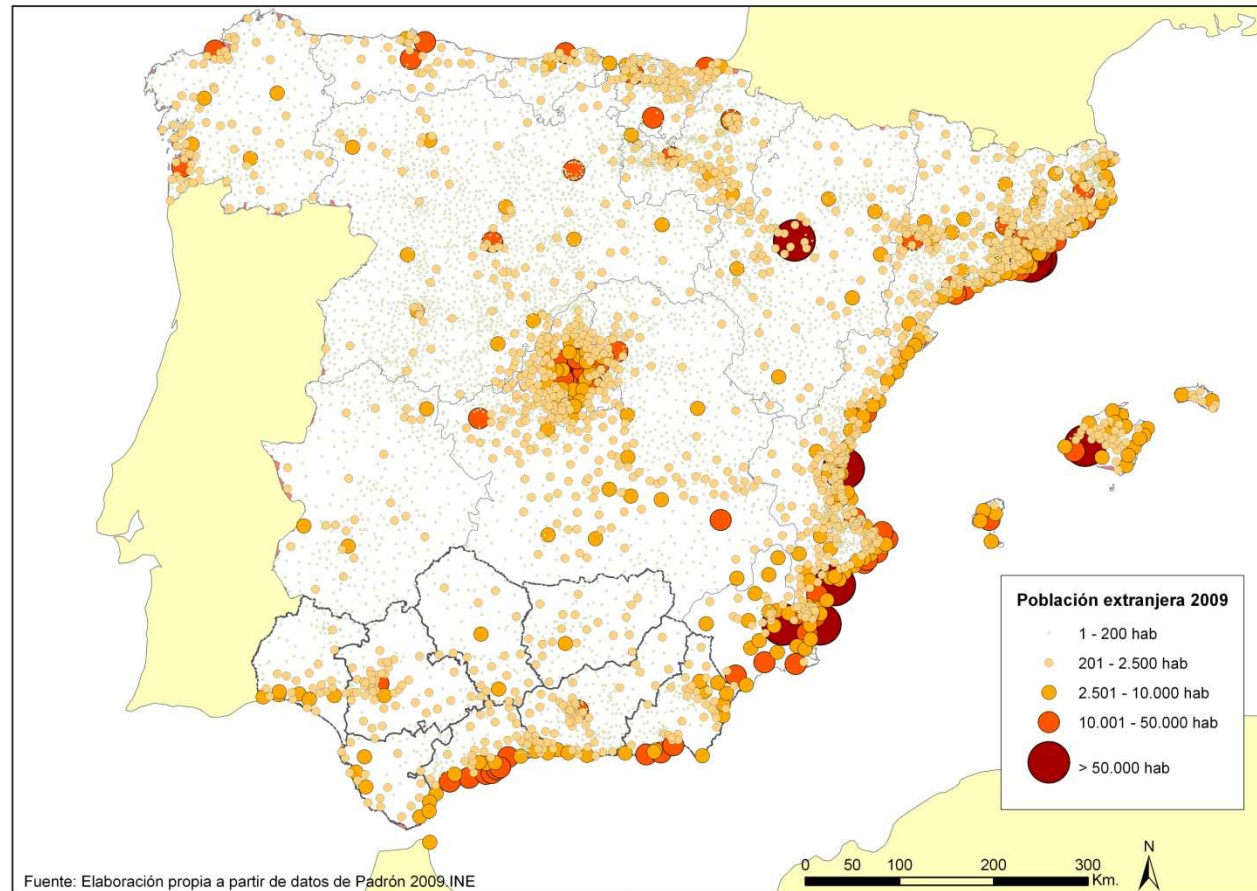 Población extranjera 2009
1 - 200 hab
201 - 2.500 hab
2.501 - 10.000 hab
10.001 - 50.000 hab
> 50.000 hab
N
0 50 100 200 300
Km.
Fuente: Elaboración propia a partir de datos de Padrón 2009.INE